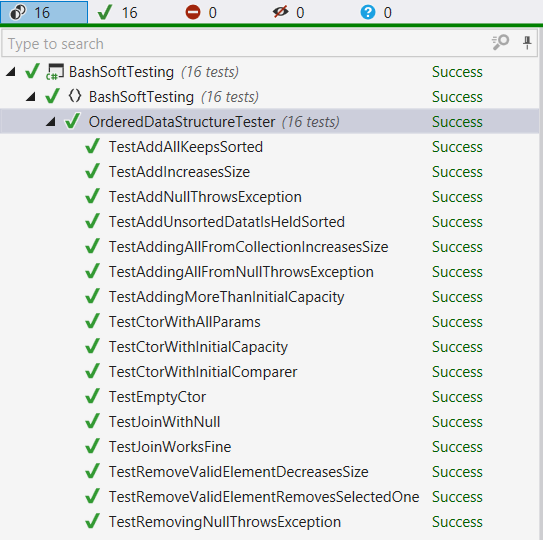 16 16 0 0 0
Type to search
C# BashSoftTesting (16 tests) Success
BashSoftTesting (16 tests) Success
OrderedDataStructureTester (16 tests) Success
TestAddAllKeepsSorted Success
TestAddIncreasesSize Success
TestAddNullThrowsException Success
TestAddUnsortedDatatIsHeldSorted Success
TestAddingAllFromCollectionIncreasesSize Success
TestAddingAllFromNullThrowsException Success
TestAddingMoreThanInitialCapacity Success
TestCtorWithAllParams Success
TestCtorWithInitialCapacity Success
TestCtorWithInitialComparer Success
TestEmptyCtor Success
TestJoinWithNull Success
TestJoinWorksFine Success
TestRemoveValidElementDecreasesSize Success
TestRemoveValidElementRemovesSelectedOne Success
TestRemovingNullThrowsException Success